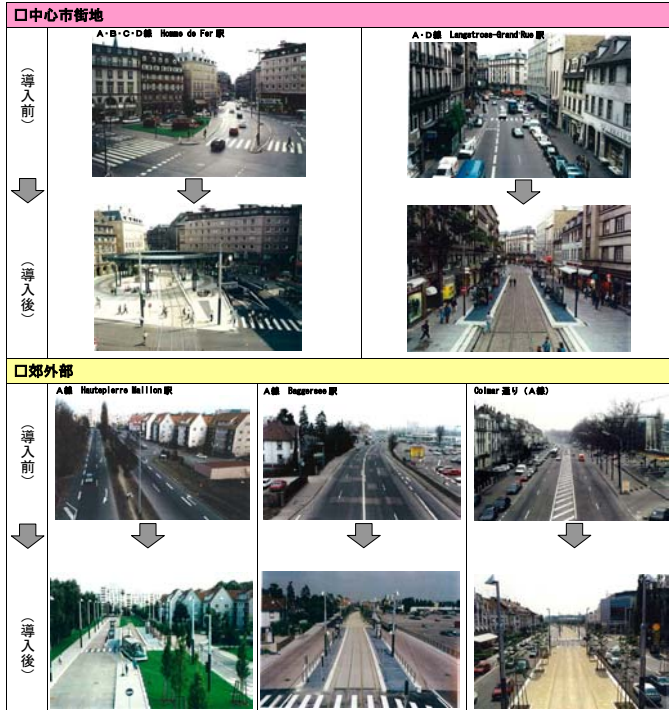 □中心市街地
(導入前)
A・B・C・D線 Homme de Fer 駅
A・D線 Langstross-Grand'Rue 駅
(導入後)
□郊外部
(導入前)
A線 Hautepierre Maillon 駅
A線 Baggersee 駅
Colmar 通り (A線)
(導入後)